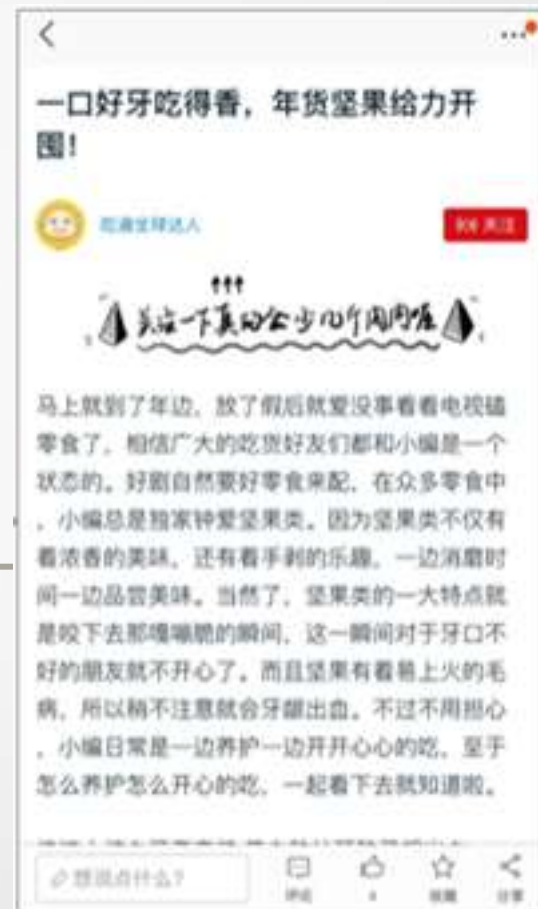 一口好牙吃得香，年货坚果给力开
围！
关注
马上就到了年边，放了假后就爱没事看看电视磕
零食了，相信广大的吃货好友们都和小编是一个
状态的。好剧自然要好零食来配，在众多零食中
，小编总是独家钟爱坚果类。因为坚果类不仅有
着浓香的美味，还有着手剥的乐趣，一边消磨时
间一边品尝美味。当然了，坚果类的一大特点就
是咬下去那嘎嘣脆的瞬间，这一瞬间对于牙口不
好的朋友就不开心了。而且坚果有着易上火的毛
病，所以稍不注意就会牙龈出血。不过不用担心
，小编日常是一边养护一边开开心心的吃，至于
怎么养护怎么开心的吃，一起看下去就知道啦。
想说点什么？
评论
收藏
分享